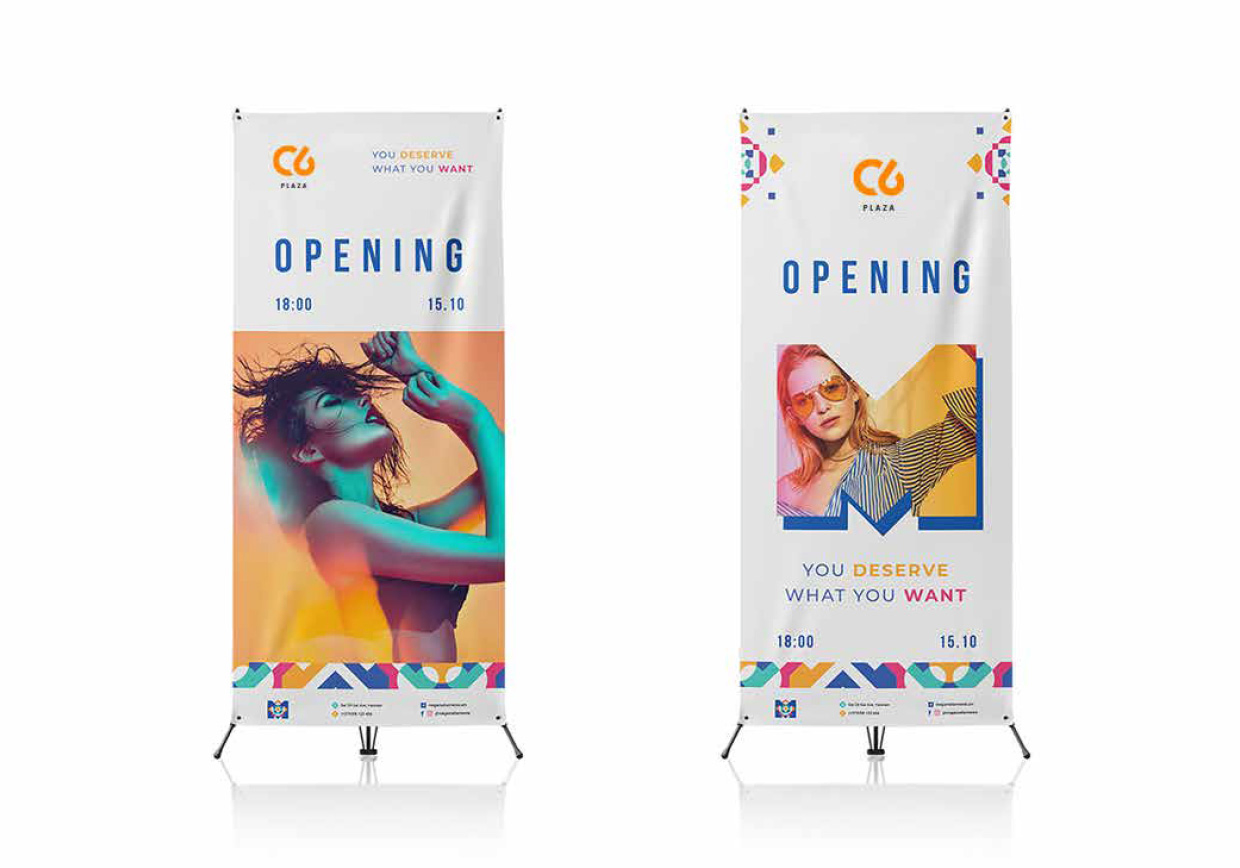 C6
PLAZA
YOU DESERVE
WHAT YOU WANT
OPENING
18:00 15.10
C6
PLAZA
OPENING
YOU DESERVE
WHAT YOU WANT
18:00 15.10